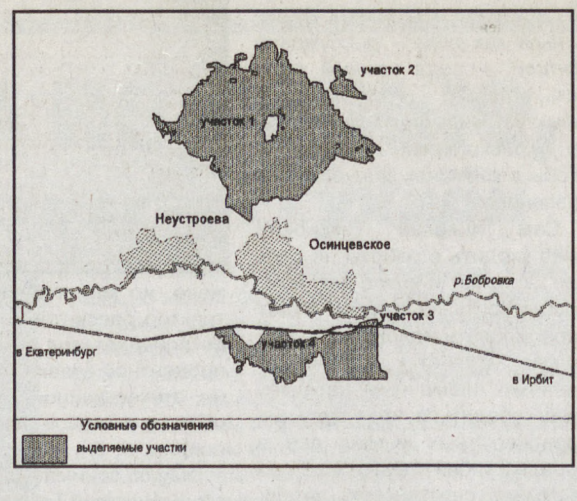 участок 2
участок 1
Неустроева
Осинцевское
р.Бобровка
участок 3
участок 4
в Екатеринбург
в Ирбит
Условные обозначения
выделяемые участки